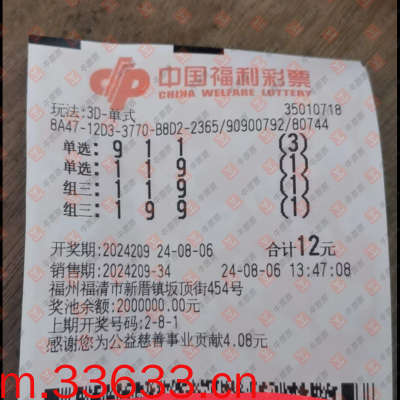 中国福利彩票
CHINA WELFARE LOTTERY
玩法:3D-单式 35010718
8A47-12D3-3770-B8D2-2365/90900792/80744
单选: 9 1 1 (3)
单选: 1 1 9 (1)
组三: 1 1 9 (1)
组三: 1 9 9 (1)
开奖期:2024209 24-08-06 合计12元
销售期:2024209-34 24-08-06 13:47:08
福州福清市新厝镇坂顶街454号
奖池余额:2000000.00元
上期开奖号码:2-8-1
感谢您为公益慈善事业贡献4.08元
m.33633.cn